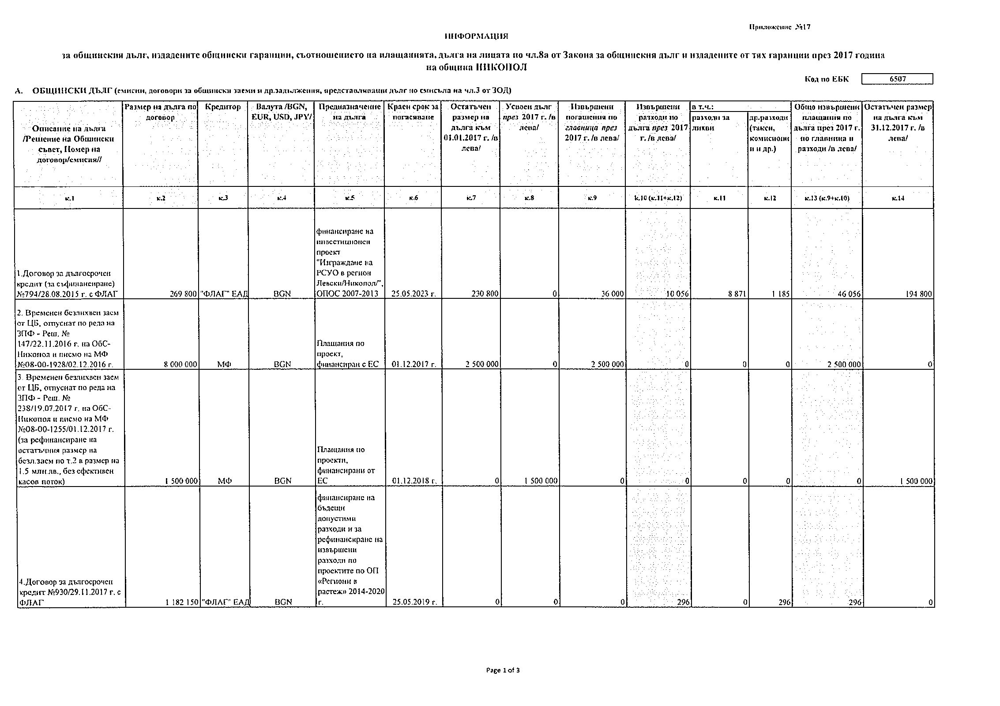 Приложение №17
ИНФОРМАЦИЯ
за общинския дълг, издадените общински гаранции, съотношението на плащанията, дълга на лицата по чл.8а от Закона за общинския дълг и издадените от тях гаранции през 2017 година
на община НИКОПОЛ
Код по ЕБК 6507
А. ОБЩИНСКИ ДЪЛГ (емисии, договори за общински заеми и др.задължения, представляващи дълг по смисъла на чл.3 от ЗОД)
Описание на дълга
/Решение на Общински
съвет, Номер на
договор/емисия//
Размер на дълга по
договор
Кредитор
Валута /BGN,
EUR, USD, JPY/
Предназначение
на дълга
Краен срок за
погасяване
Остатъчен
размер на
дълга към
01.01.2017 г. /в
лева/
Усвоен дълг
през 2017 г. /в
лева/
Извършени
погашения по
главница през
2017 г. /в лева/
Извършени
разходи по
дълга през 2017
г. /в лева/
в т.ч.:
разходи за
лихви
др.разходи
(такси,
комисионн
и и др.)
Общо извършени
плащания по
дълга през 2017 г.
по главница и
разходи /в лева/
Остатъчен размер
на дълга към
31.12.2017 г. /в
лева/
к.1 к.2 к.3 к.4 к.5 к.6 к.7 к.8 к.9 k.10 (к.11+к.12) к.11 к.12 к.13 (к.9+к.10) к.14
1.Договор за дългосрочен
кредит (за съфинансиране)
№794/28.08.2015 г. с ФЛАГ
269 800 "ФЛАГ" ЕАД BGN
финансиране на
инвестиционен
проект
"Изграждане на
РСУО в регион
Левски/Никопол/",
ОПОС 2007-2013
25.05.2023 г. 230 800 0 36 000 10 056 8 871 1 185 46 056 194 800
2. Временен безлихвен заем
от ЦБ, отпуснат по реда на
ЗПФ - Реш. №
147/22.11.2016 г. на ОбС-
Никопол и писмо на МФ
№08-00-1928/02.12.2016 г.
8 000 000 МФ BGN
Плащания по
проект,
финансиран с ЕС
01.12.2017 г. 2 500 000 0 2 500 000 0 0 0 2 500 000 0
3. Временен безлихвен заем
от ЦБ, отпуснат по реда на
ЗПФ - Реш. №
238/19.07.2017 г. на ОбС-
Никопол и писмо на МФ
№08-00-1255/01.12.2017 г.
(за рефинансиране на
остатъчния размер на
безл.заем по т.2 в размер на
1.5 млн.лв., без ефективен
касов поток)
1 500 000 МФ BGN
Плащания по
проекти,
финансирани от
ЕС
01.12.2018 г. 0 1 500 000 0 0 0 0 0 1 500 000
4.Договор за дългосрочен
кредит №930/29.11.2017 г. с
ФЛАГ
1 182 150 "ФЛАГ" ЕАД BGN
финансиране на
бъдещи
допустими
разходи и за
рефинансиране на
извършени
разходи по
проектите по ОП
«Региони в
растеж» 2014-2020
г.
25.05.2019 г. 0 0 0 296 0 296 296 0
Page 1 of 3